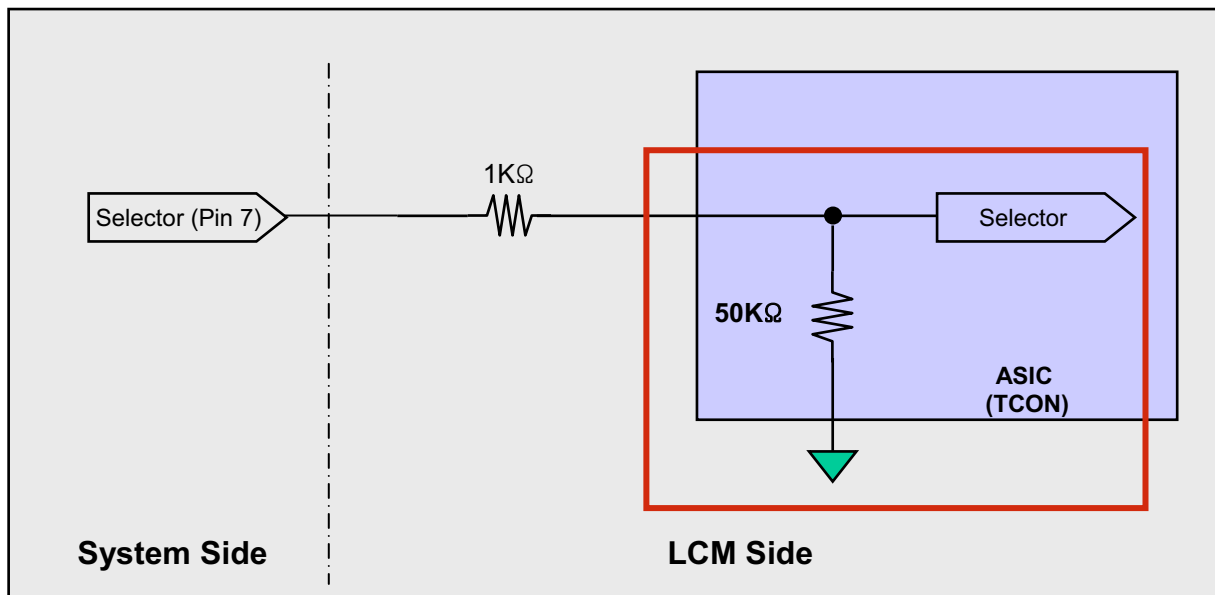 1KΩ
Selector (Pin 7)
Selector
50KΩ
ASIC
(TCON)
System Side
LCM Side